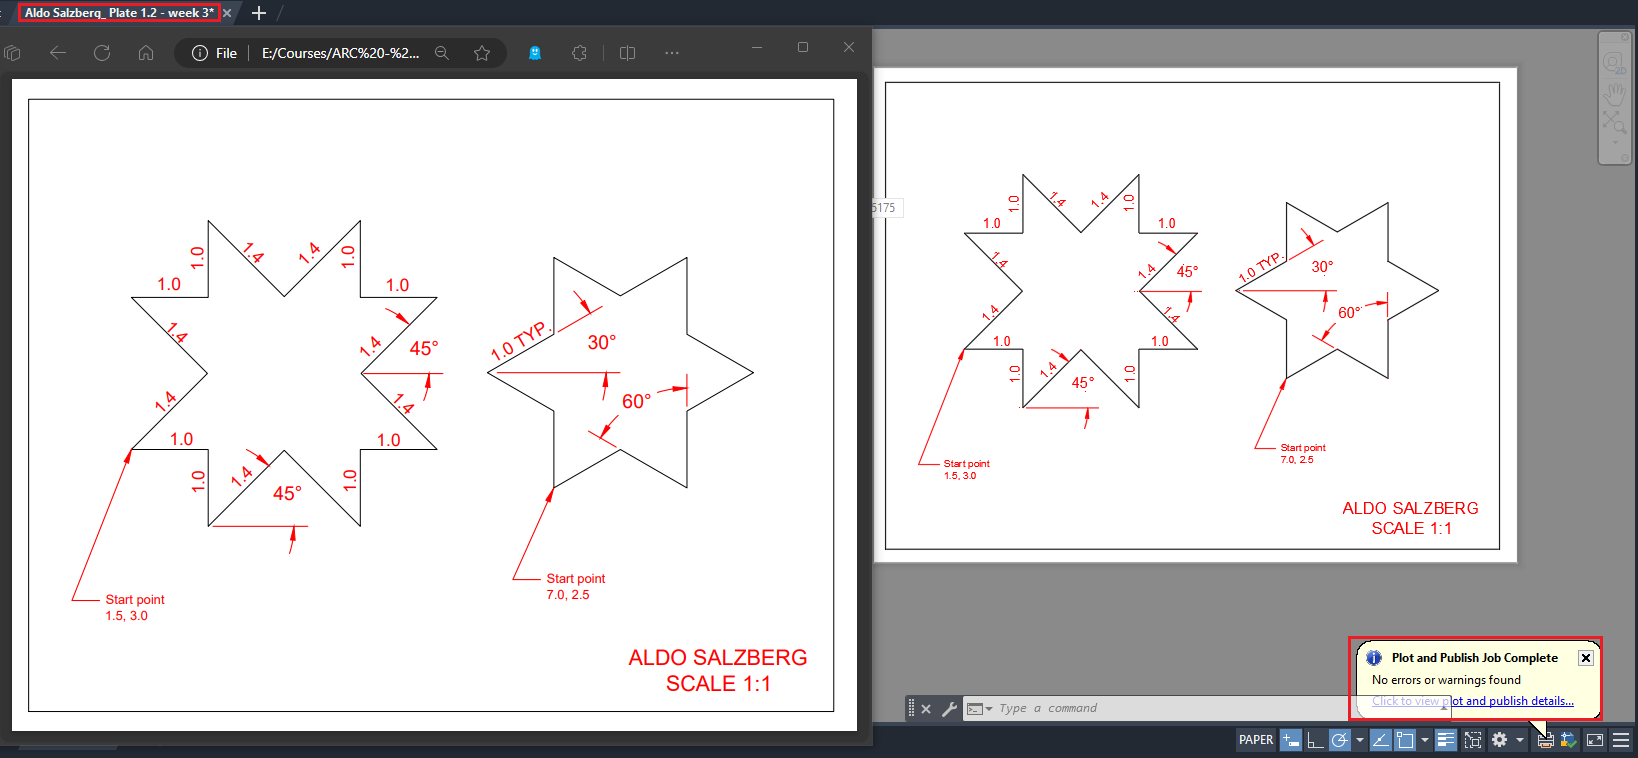 Aldo Salzberg_ Plate 1.2 - week 3*
File
E:/Courses/ARC%20-%2...
1.0
1.0
1.4
1.4
1.0
1.0
1.4
1.4
45°
1.4
1.4
1.0
1.0
1.0
1.4
45°
1.0
Start point
1.5, 3.0
1.0 TYP.
30°
60°
Start point
7.0, 2.5
ALDO SALZBERG
SCALE 1:1
5175
2D
1.0
1.0
1.4
1.4
1.0
1.0
1.4
1.4
45°
1.4
1.4
1.0
1.0
1.0
1.4
45°
1.0
Start point
1.5, 3.0
1.0 TYP.
30°
60°
Start point
7.0, 2.5
ALDO SALZBERG
SCALE 1:1
Plot and Publish Job Complete
No errors or warnings found
Click to view plot and publish details...
Type a command
PAPER